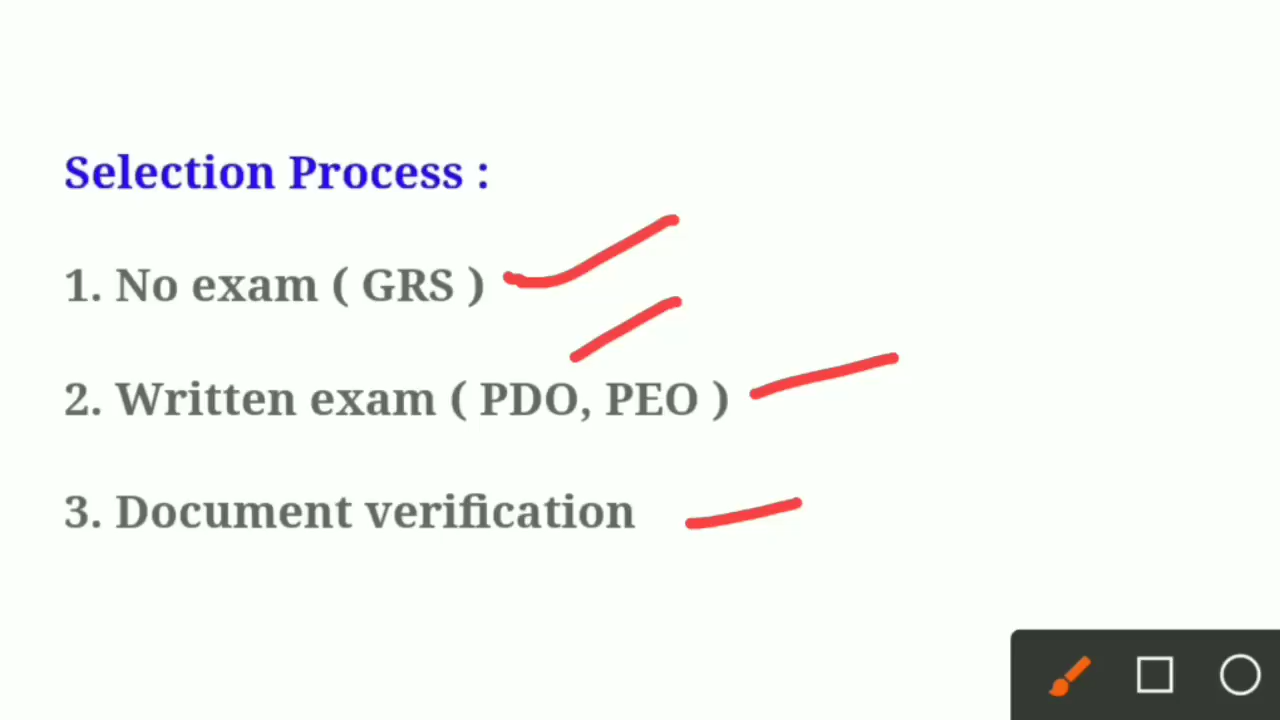 Selection Process :
1. No exam ( GRS )
2. Written exam ( PDO, PEO )
3. Document verification